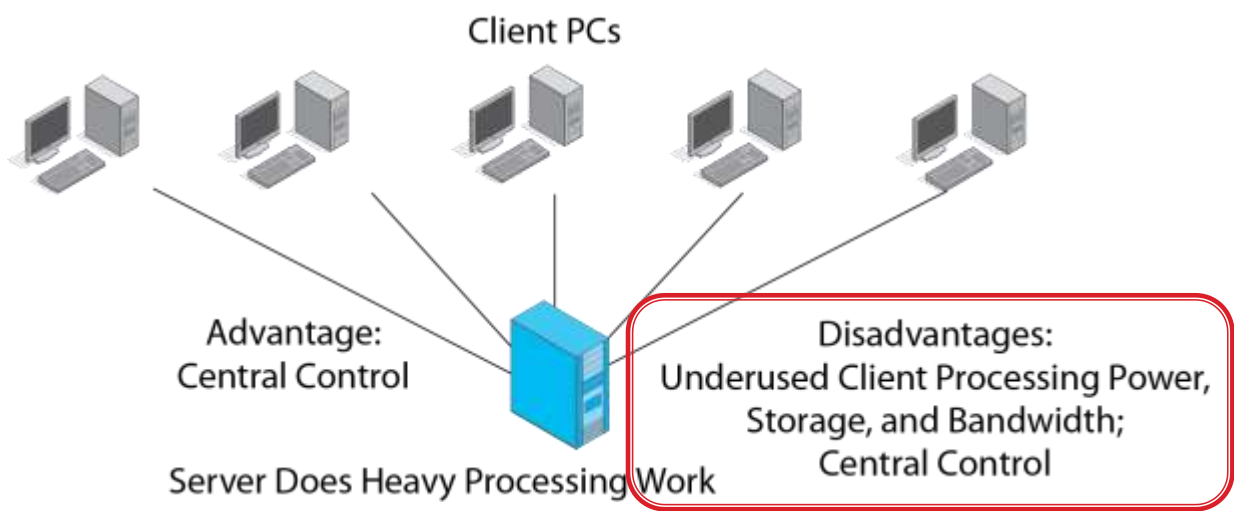 Client PCs
Advantage:
Central Control
Disadvantages:
Underused Client Processing Power,
Storage, and Bandwidth;
Central Control
Server Does Heavy Processing Work